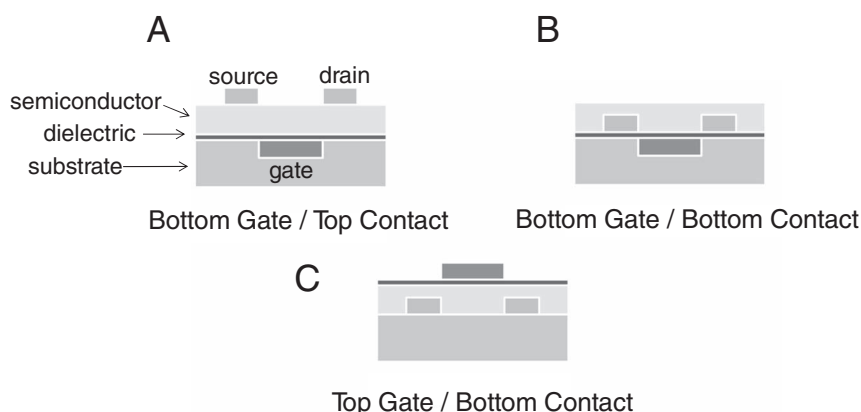 A
source drain
semiconductor
dielectric
substrate
gate
Bottom Gate / Top Contact
B
Bottom Gate / Bottom Contact
C
Top Gate / Bottom Contact